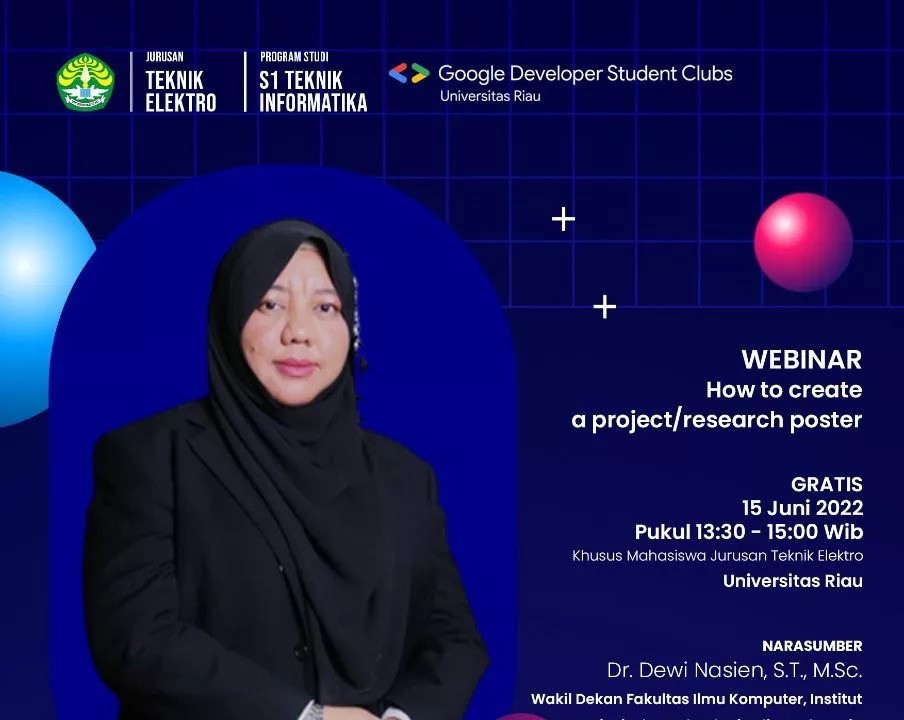 JURUSAN
TEKNIK
ELEKTRO
PROGRAM STUDI
S1 TEKNIK
INFORMATIKA
Google Developer Student Clubs
Universitas Riau
WEBINAR
How to create
a project/research poster
GRATIS
15 Juni 2022
Pukul 13:30 - 15:00 Wib
Khusus Mahasiswa Jurusan Teknik Elektro
Universitas Riau
NARASUMBER
Dr. Dewi Nasien, S.T., M.Sc.
Wakil Dekan Fakultas Ilmu Komputer, Institut